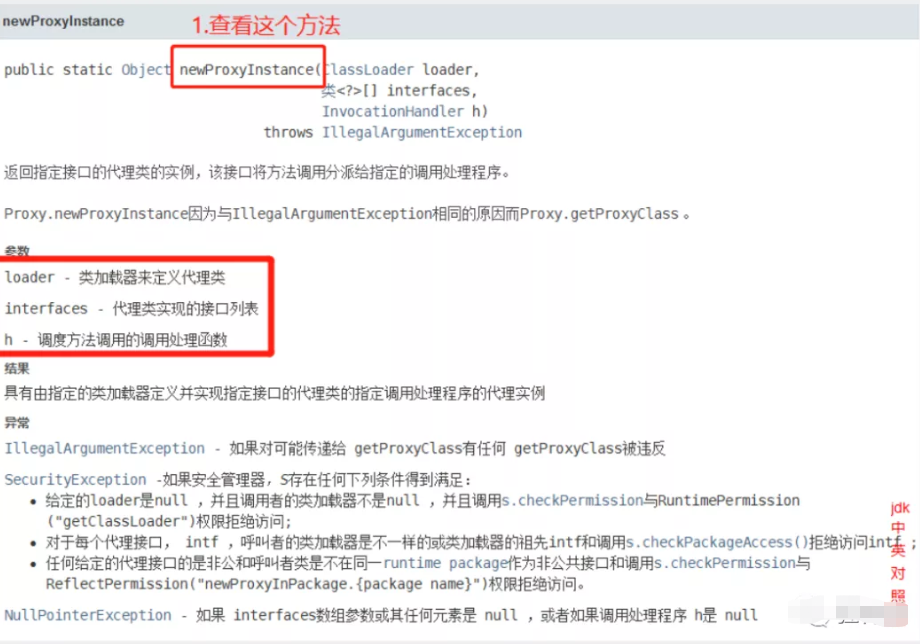 newProxyInstance
1.查看这个方法
public static Object newProxyInstance(ClassLoader loader,
类<?>[] interfaces,
InvocationHandler h)
throws IllegalArgumentException
返回指定接口的代理类的实例，该接口将方法调用分派给指定的调用处理程序。
Proxy.newProxyInstance因为与IllegalArgumentException相同的原因而Proxy.getProxyClass 。
参数
loader - 类加载器来定义代理类
interfaces - 代理类实现的接口列表
h - 调度方法调用的调用处理函数
结果
具有由指定的类加载器定义并实现指定接口的代理类的指定调用处理程序的代理实例
异常
IllegalArgumentException - 如果对可能传递给 getProxyClass有任何 getProxyClass被违反
SecurityException -如果安全管理器，S存在任何下列条件得到满足：
• 给定的loader是null ，并且调用者的类加载器不是null ，并且调用s.checkPermission与RuntimePermission
("getClassLoader")权限拒绝访问;
• 对于每个代理接口， intf ，呼叫者的类加载器是不一样的或类加载器的祖先intf和调用s.checkPackageAccess()拒绝访问intf ;
• 任何给定的代理接口的是非公和呼叫者类是不在同一runtime package作为非公共接口和调用s.checkPermission与
ReflectPermission("newProxyInPackage.{package name}")权限拒绝访问。
NullPointerException - 如果 interfaces数组参数或其任何元素是 null ，或者如果调用处理程序 h是 null
jdk
中
英
对
照